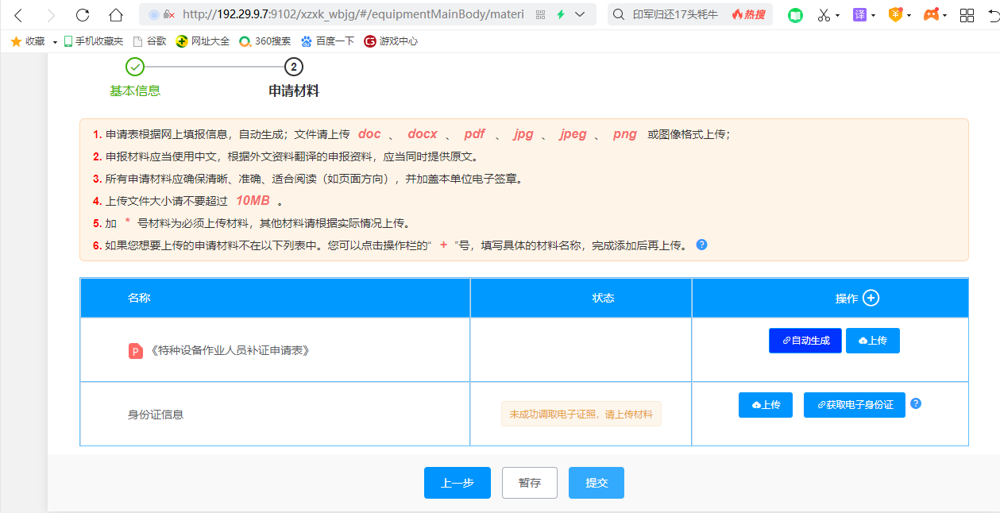 http://192.29.9.7:9102/xzxk_wbjg/#/equipmentMainBody/materi 印军归还17头牦牛 热搜 译
收藏 手机收藏夹 谷歌 网址大全 360搜索 百度一下 游戏中心
2
基本信息 申请材料
1. 申请表根据网上填报信息，自动生成；文件请上传 doc 、 docx 、 pdf 、 jpg 、 jpeg 、 png 或图像格式上传；
2. 申报材料应当使用中文，根据外文资料翻译的申报资料，应当同时提供原文。
3. 所有申请材料应确保清晰、准确、适合阅读（如页面方向），并加盖本单位电子签章。
4. 上传文件大小请不要超过 10MB 。
5. 加 * 号材料为必须上传材料，其他材料请根据实际情况上传。
6. 如果您想要上传的申请材料不在以下列表中。您可以点击操作栏的“ + ”号，填写具体的材料名称，完成添加后再上传。 ?
名称 状态 操作
P 《特种设备作业人员补证申请表》 自动生成 上传
身份证信息 未成功调取电子证照，请上传材料 上传 获取电子身份证 ?
上一步 暂存 提交